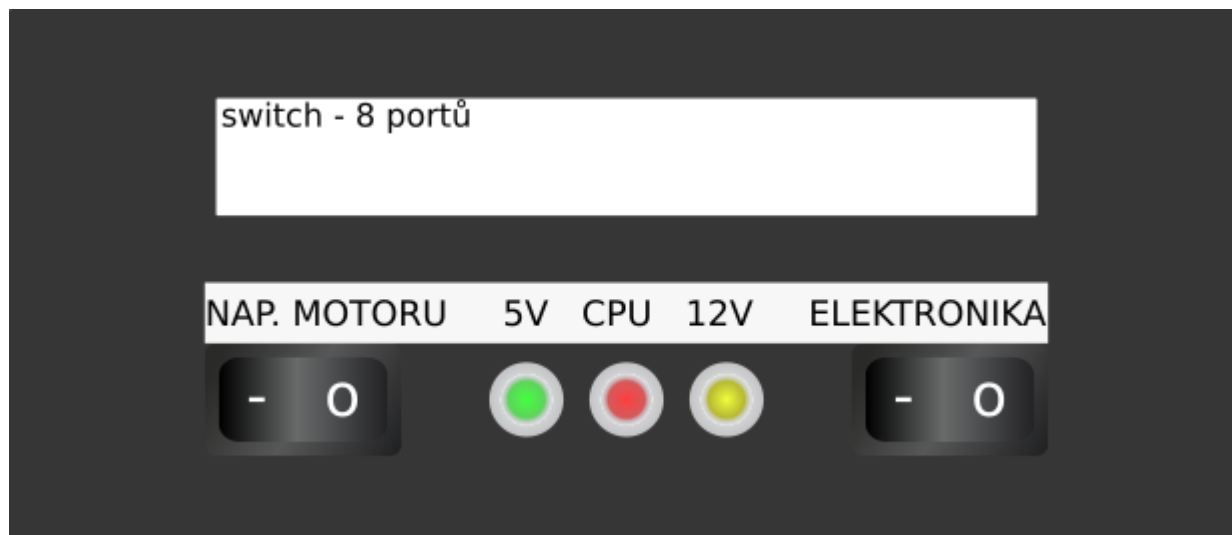 switch - 8 portů
NAP. MOTORU 5V CPU 12V ELEKTRONIKA
- o - o